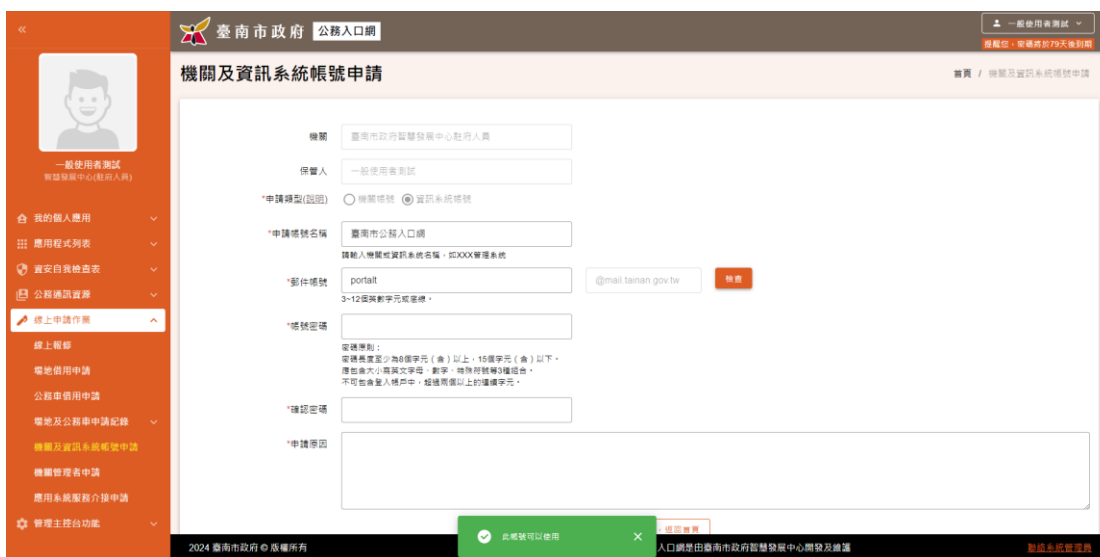 «
臺南市政府 公務入口網
一般使用者測試
提醒您，密碼將於79天後到期
機關及資訊系統帳號申請
首頁 / 機關及資訊系統帳號申請
一般使用者測試
智慧發展中心(駐府人員)
我的個人應用
應用程式列表
資安自我檢查表
公務通訊資源
線上申請作業
線上報修
場地借用申請
公務車借用申請
場地及公務車申請紀錄
機關及資訊系統帳號申請
機關管理者申請
應用系統服務介接申請
管理主控台功能
機關 臺南市政府智慧發展中心駐府人員
保管人 一般使用者測試
*申請類型(說明) 機關帳號 資訊系統帳號
*申請帳號名稱 臺南市公務入口網
請輸入機關或資訊系統名稱，如XXX管理系統
*郵件帳號 portalt @mail.tainan.gov.tw 檢查
3~12個英數字元或底線。
*帳號密碼
密碼原則：
密碼長度至少為8個字元（含）以上，15個字元（含）以下。
應包含大小寫英文字母、數字、特殊符號等3種組合。
不可包含登入帳戶中，超過兩個以上的連續字元。
*確認密碼
*申請原因
返回首頁
此帳號可以使用 ×
2024 臺南市政府 © 版權所有
人口網是由臺南市政府智慧發展中心開發及維護
聯絡系統管理員